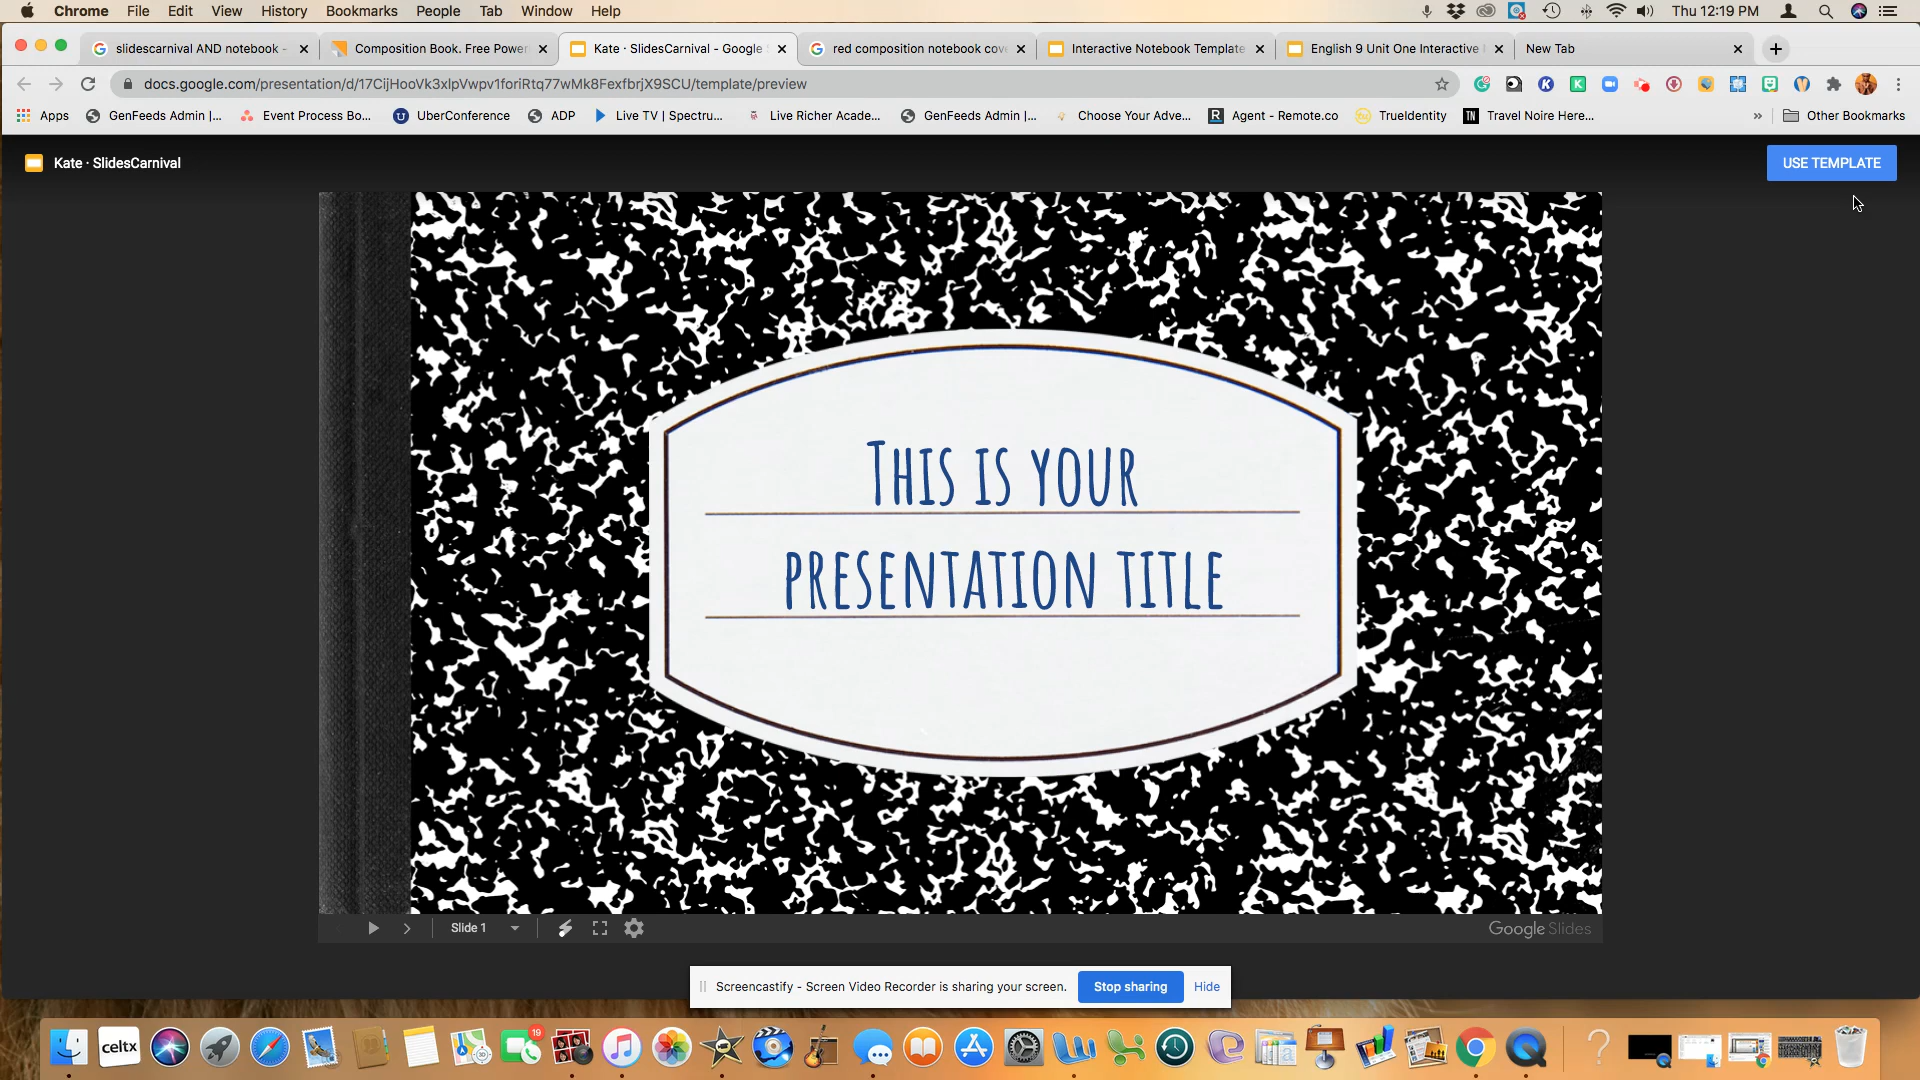 Chrome File Edit View History Bookmarks People Tab Window Help Thu 12:19 PM
slidescarnival AND notebook - Composition Book. Free Power Kate · SlidesCarnival - Google red composition notebook cov Interactive Notebook Template English 9 Unit One Interactive New Tab
docs.google.com/presentation/d/17CijHooVk3xIpVwpv1foriRtq77wMk8FexfbrjX9SCU/template/preview
Apps GenFeeds Admin |... Event Process Bo... UberConference ADP Live TV | Spectru... Live Richer Acade... GenFeeds Admin |... Choose Your Adve... R Agent - Remote.co tu TrueIdentity TN Travel Noire Here... » Other Bookmarks
Kate · SlidesCarnival USE TEMPLATE
This is your
presentation title
Slide 1 Google Slides
Screencastify - Screen Video Recorder is sharing your screen. Stop sharing Hide
celtx 19